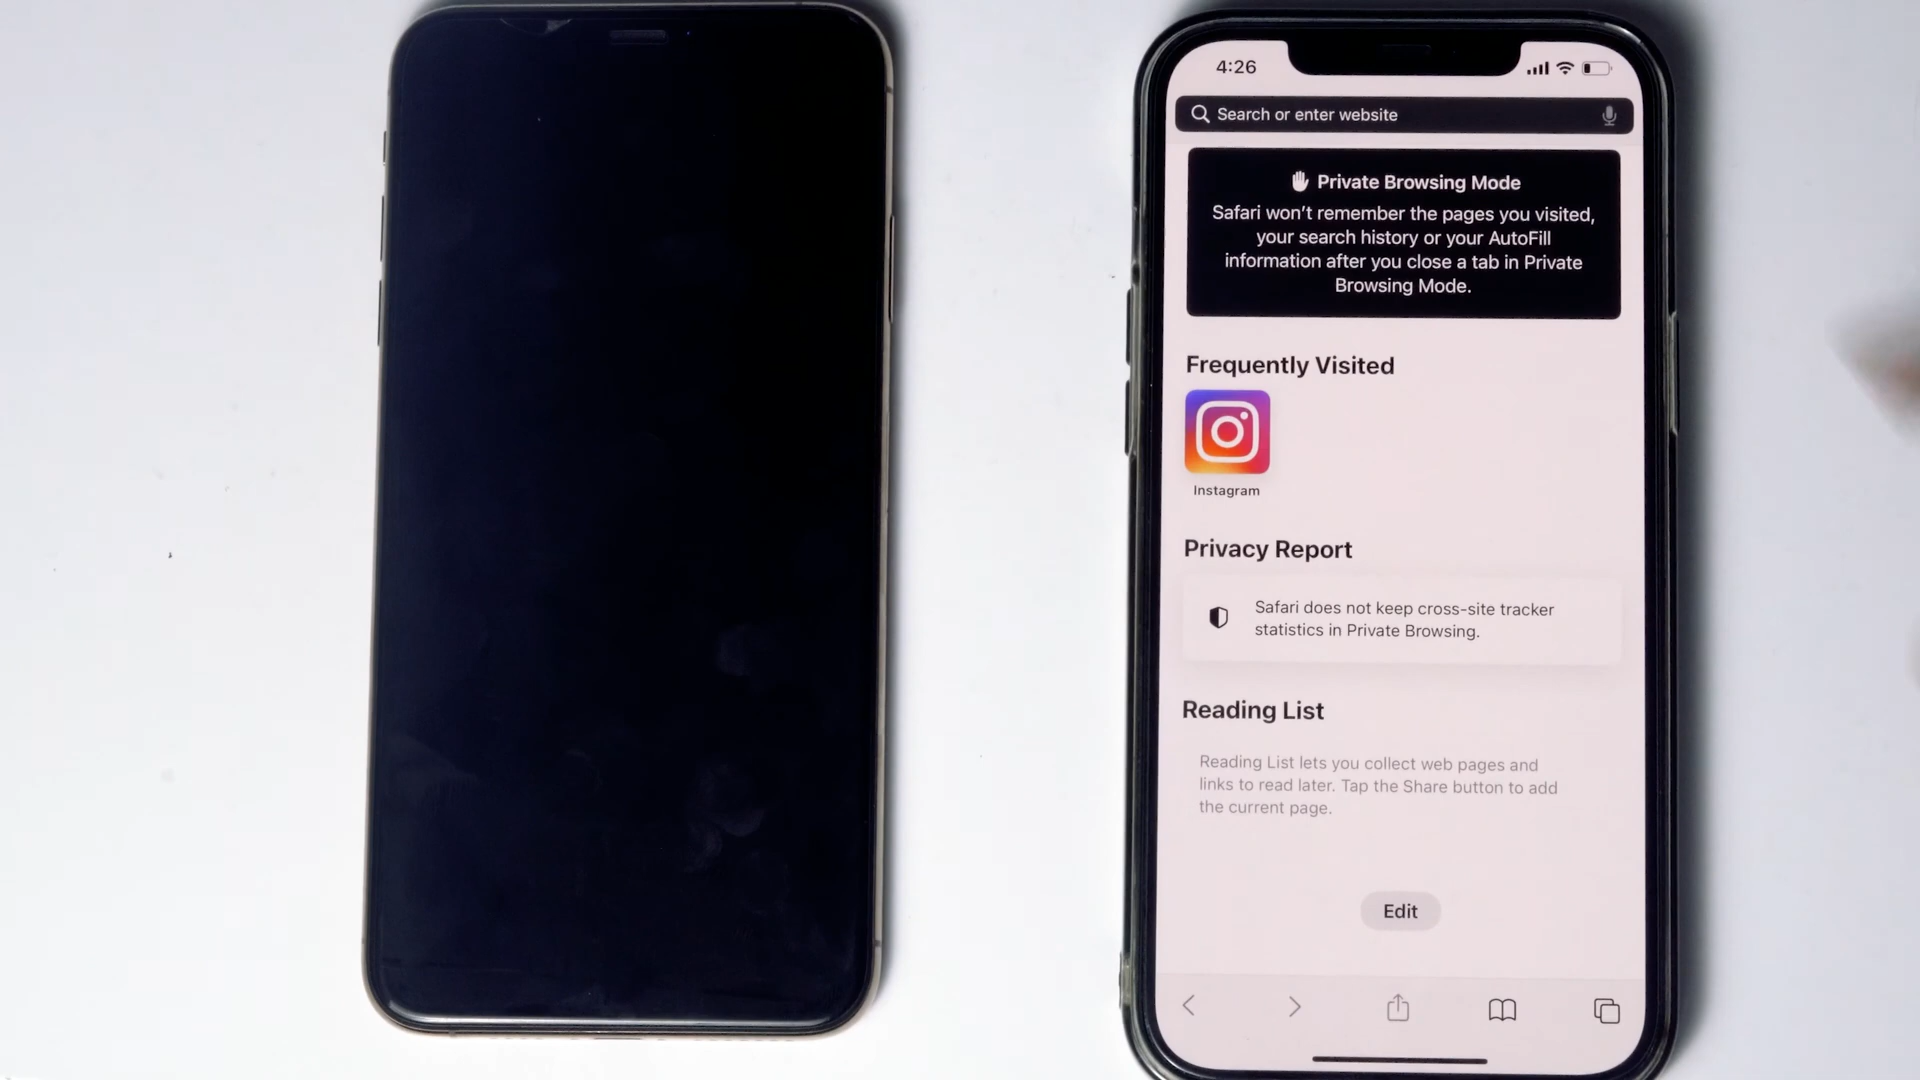 4:26
Search or enter website
Private Browsing Mode
Safari won't remember the pages you visited,
your search history or your AutoFill
information after you close a tab in Private
Browsing Mode.
Frequently Visited
Instagram
Privacy Report
Safari does not keep cross-site tracker
statistics in Private Browsing.
Reading List
Reading List lets you collect web pages and
links to read later. Tap the Share button to add
the current page.
Edit